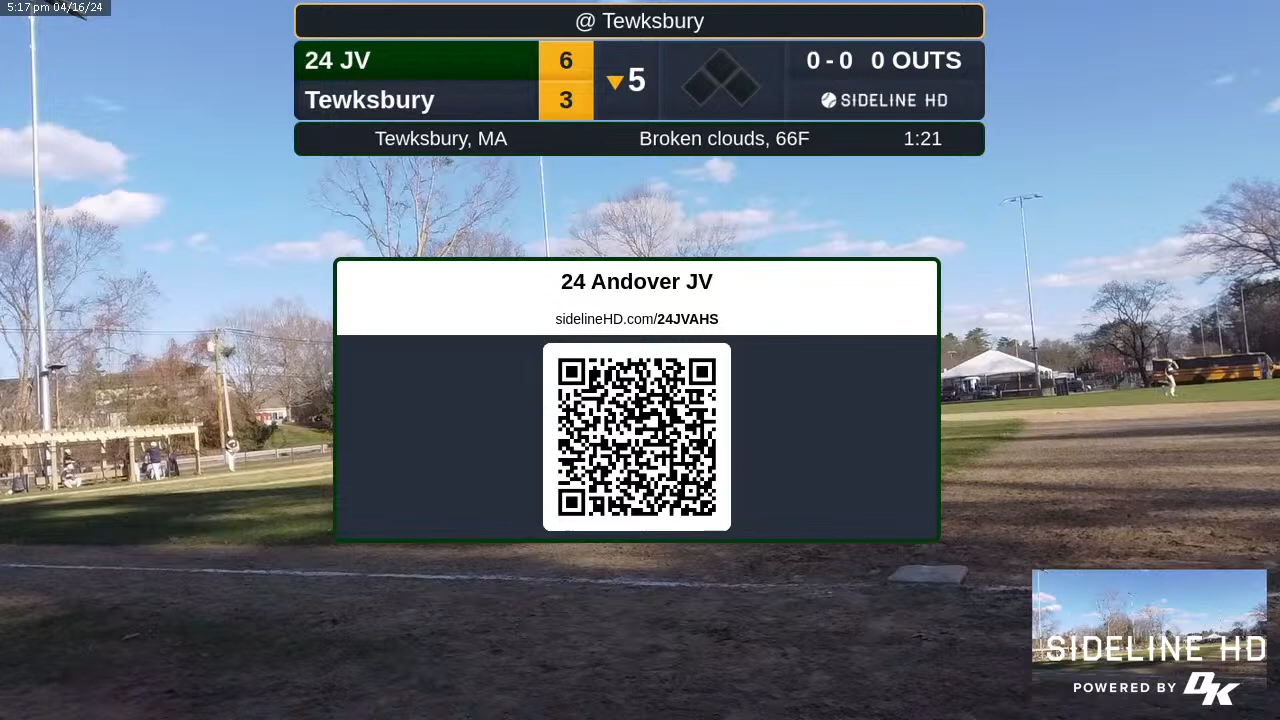 5:17 pm 04/16/24
@ Tewksbury
24 JV 6
5
0 - 0 0 OUTS
Tewksbury 3
SIDELINE HD
Tewksbury, MA Broken clouds, 66F 1:21
24 Andover JV
sidelineHD.com/24JVAHS
SIDELINE HD
POWERED BY DK